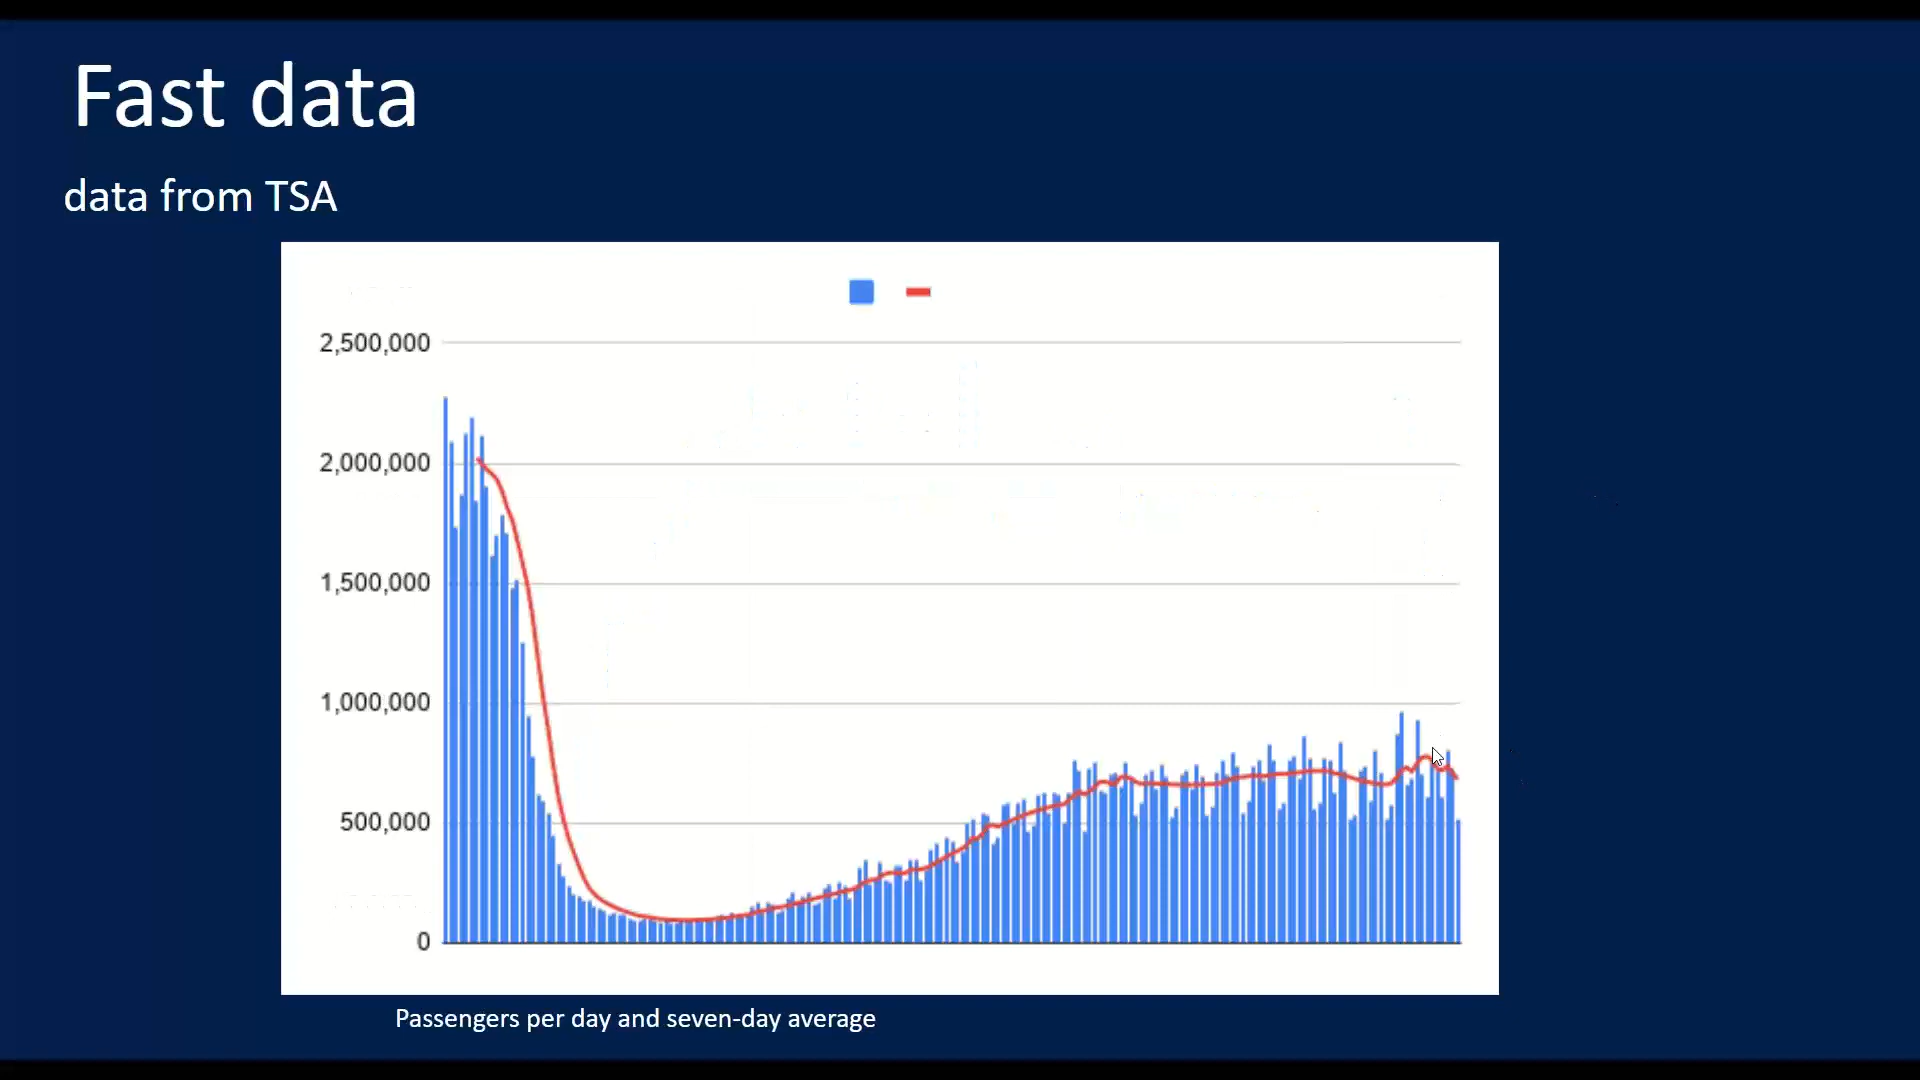 Fast data
data from TSA
2,500,000
2,000,000
1,500,000
1,000,000
500,000
0
Passengers per day and seven-day average